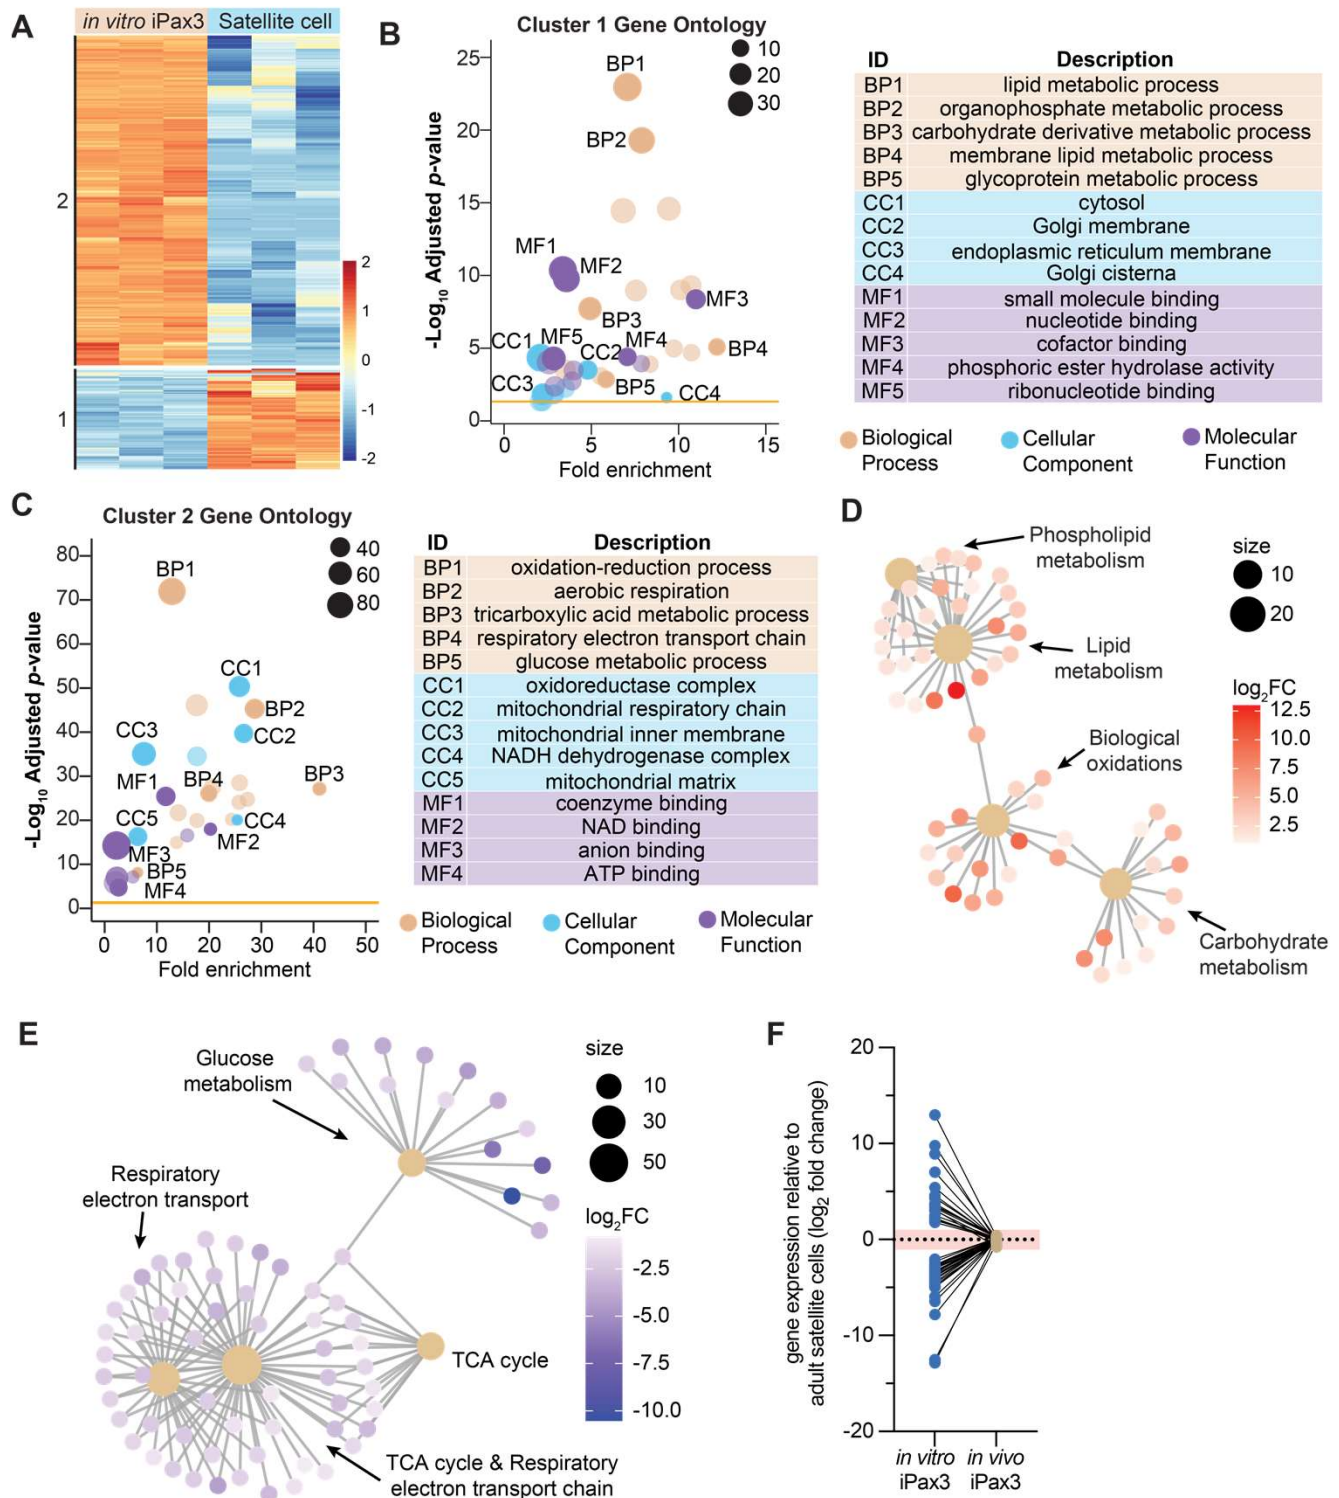 A
in vitro iPax3 Satellite cell
2
1
2
1
0
-1
-2
B
Cluster 1 Gene Ontology
-Log10 Adjusted p-value
25
20
15
10
5
0
0 5 10 15
Fold enrichment
10
20
30
BP1
BP2
MF1
MF2
MF3
BP3
CC1
MF5
MF4
CC2
BP4
CC3
BP5
CC4
ID Description
BP1 lipid metabolic process
BP2 organophosphate metabolic process
BP3 carbohydrate derivative metabolic process
BP4 membrane lipid metabolic process
BP5 glycoprotein metabolic process
CC1 cytosol
CC2 Golgi membrane
CC3 endoplasmic reticulum membrane
CC4 Golgi cisterna
MF1 small molecule binding
MF2 nucleotide binding
MF3 cofactor binding
MF4 phosphoric ester hydrolase activity
MF5 ribonucleotide binding
Biological
Process
Cellular
Component
Molecular
Function
C
Cluster 2 Gene Ontology
-Log10 Adjusted p-value
80
70
60
50
40
30
20
10
0
0 10 20 30 40 50
Fold enrichment
40
60
80
BP1
CC1
BP2
CC3
CC2
MF1
BP4
BP3
CC5
CC4
MF2
MF3
BP5
MF4
ID Description
BP1 oxidation-reduction process
BP2 aerobic respiration
BP3 tricarboxylic acid metabolic process
BP4 respiratory electron transport chain
BP5 glucose metabolic process
CC1 oxidoreductase complex
CC2 mitochondrial respiratory chain
CC3 mitochondrial inner membrane
CC4 NADH dehydrogenase complex
CC5 mitochondrial matrix
MF1 coenzyme binding
MF2 NAD binding
MF3 anion binding
MF4 ATP binding
Biological
Process
Cellular
Component
Molecular
Function
D
Phospholipid
metabolism
Lipid
metabolism
Biological
oxidations
Carbohydrate
metabolism
size
10
20
log2FC
12.5
10.0
7.5
5.0
2.5
E
Glucose
metabolism
Respiratory
electron transport
TCA cycle
TCA cycle & Respiratory
electron transport chain
size
10
30
50
log2FC
-2.5
-5.0
-7.5
-10.0
F
gene expression relative to
adult satellite cells (log2 fold change)
20
10
0
-10
-20
in vitro
iPax3
in vivo
iPax3